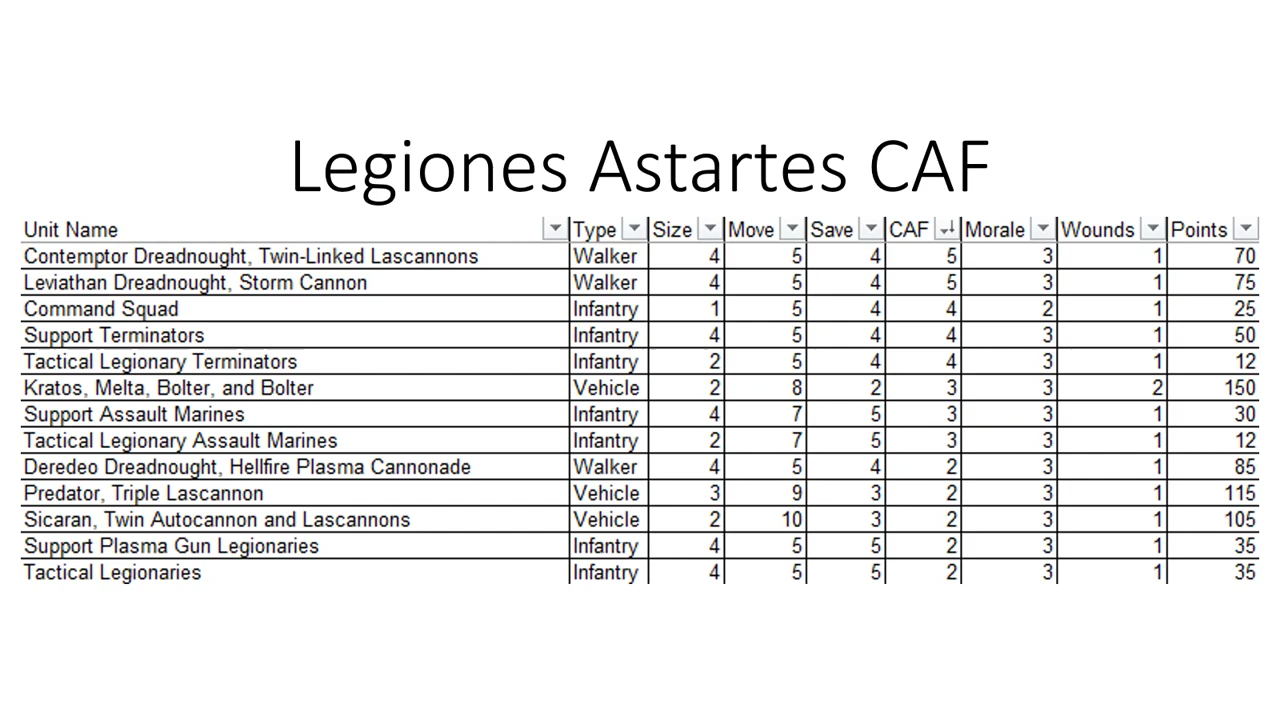 Legiones Astartes CAF
Unit Name Type Size Move Save CAF Morale Wounds Points
Contemptor Dreadnought, Twin-Linked Lascannons Walker 4 5 4 5 3 1 70
Leviathan Dreadnought, Storm Cannon Walker 4 5 4 5 3 1 75
Command Squad Infantry 1 5 4 4 2 1 25
Support Terminators Infantry 4 5 4 4 3 1 50
Tactical Legionary Terminators Infantry 2 5 4 4 3 1 12
Kratos, Melta, Bolter, and Bolter Vehicle 2 8 2 3 3 2 150
Support Assault Marines Infantry 4 7 5 3 3 1 30
Tactical Legionary Assault Marines Infantry 2 7 5 3 3 1 12
Deredeo Dreadnought, Hellfire Plasma Cannonade Walker 4 5 4 2 3 1 85
Predator, Triple Lascannon Vehicle 3 9 3 2 3 1 115
Sicaran, Twin Autocannon and Lascannons Vehicle 2 10 3 2 3 1 105
Support Plasma Gun Legionaries Infantry 4 5 5 2 3 1 35
Tactical Legionaries Infantry 4 5 5 2 3 1 35